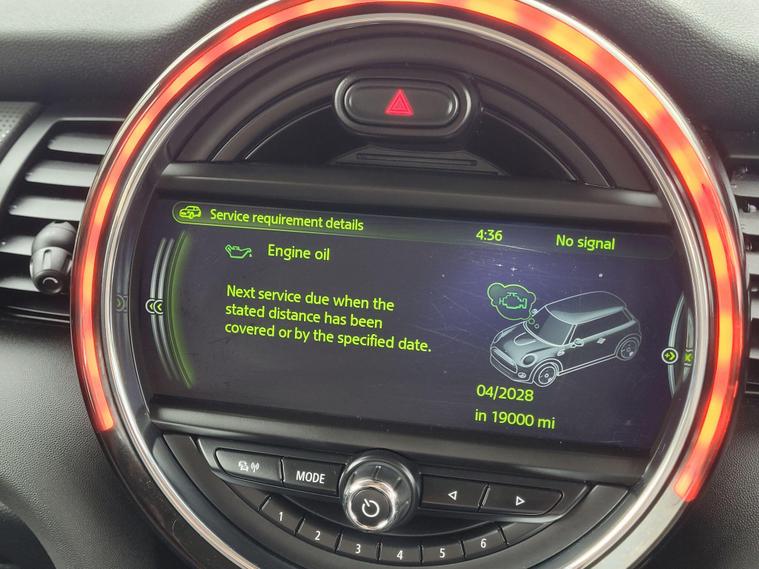 Service requirement details
4:36
No signal
Engine oil
Next service due when the
stated distance has been
covered or by the specified date.
04/2028
in 19000 mi
MODE
1 2 3 4 5 6